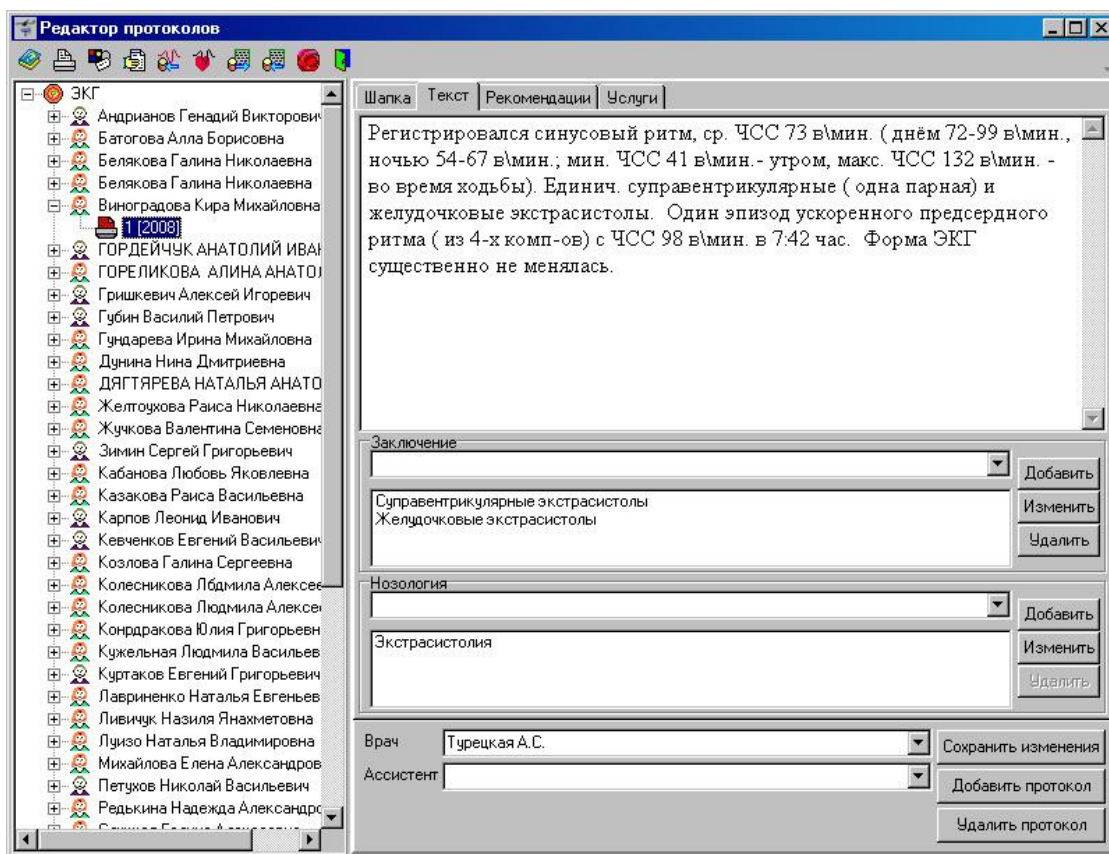 Редактор протоколов
ЭКГ
Андрианов Генадий Викторович
Батогова Алла Борисовна
Белякова Галина Николаевна
Белякова Галина Николаевна
Виноградова Кира Михайловна
1 [2008]
ГОРДЕЙЧУК АНАТОЛИЙ ИВАН
ГОРЕЛИКОВА АЛИНА АНАТО
Гришкевич Алексей Игоревич
Губин Василий Петрович
Гундарева Ирина Михайловна
Дунина Нина Дмитриевна
ДЯГТЯРЕВА НАТАЛЬЯ АНАТО
Желтоухова Раиса Николаевна
Жучкова Валентина Семеновна
Зимин Сергей Григорьевич
Кабанова Любовь Яковлевна
Казакова Раиса Васильевна
Карпов Леонид Иванович
Кевченков Евгений Васильевич
Козлова Галина Сергеевна
Колесникова Лбдмила Алексее
Колесникова Людмила Алексе
Конрдракова Юлия Григорьевн
Кужельная Людмила Васильев
Куртаков Евгений Григорьевич
Лавриненко Наталья Евгеньев
Ливичук Назиля Янахметовна
Луизо Наталья Владимировна
Михайлова Елена Александров
Петухов Николай Васильевич
Редькина Надежда Александро
Шапка Текст Рекомендации Услуги
Регистрировался синусовый ритм, ср. ЧСС 73 в\мин. ( днём 72-99 в\мин.,
ночью 54-67 в\мин.; мин. ЧСС 41 в\мин.- утром, макс. ЧСС 132 в\мин. -
во время ходьбы). Единич. суправентрикулярные ( одна парная) и
желудочковые экстрасистолы. Один эпизод ускоренного предсердного
ритма ( из 4-х комп-ов) с ЧСС 98 в\мин. в 7:42 час. Форма ЭКГ
существенно не менялась.
Заключение
Добавить
Суправентрикулярные экстрасистолы
Желудочковые экстрасистолы
Изменить
Удалить
Нозология
Добавить
Экстрасистолия
Изменить
Удалить
Врач Турецкая А.С. Сохранить изменения
Ассистент Добавить протокол
Удалить протокол